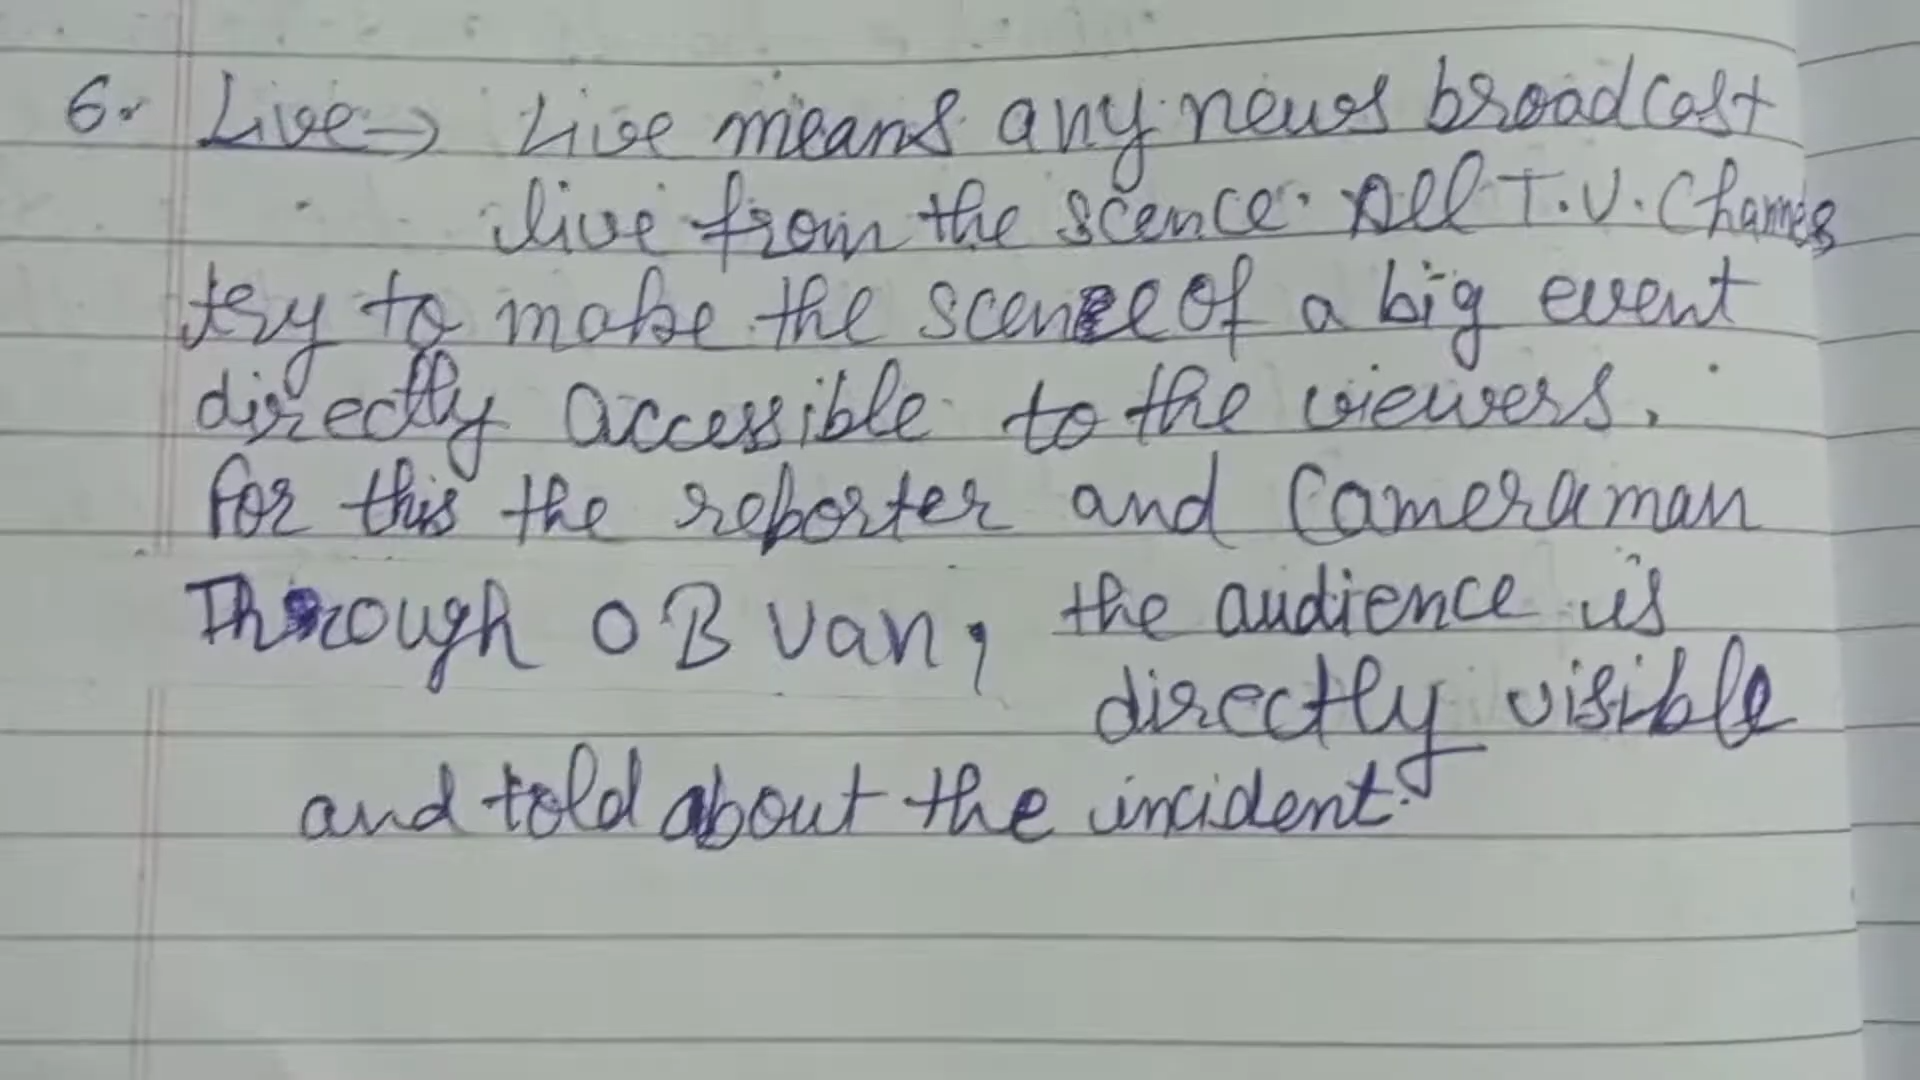 6. Live → Live means any news broadcast
live from the scence. All T.V. Channels
try to make the scene of a big event
directly accessible to the viewers.
for this the reporter and Cameraman
Through OB van, the audience is
directly visible
and told about the incident.